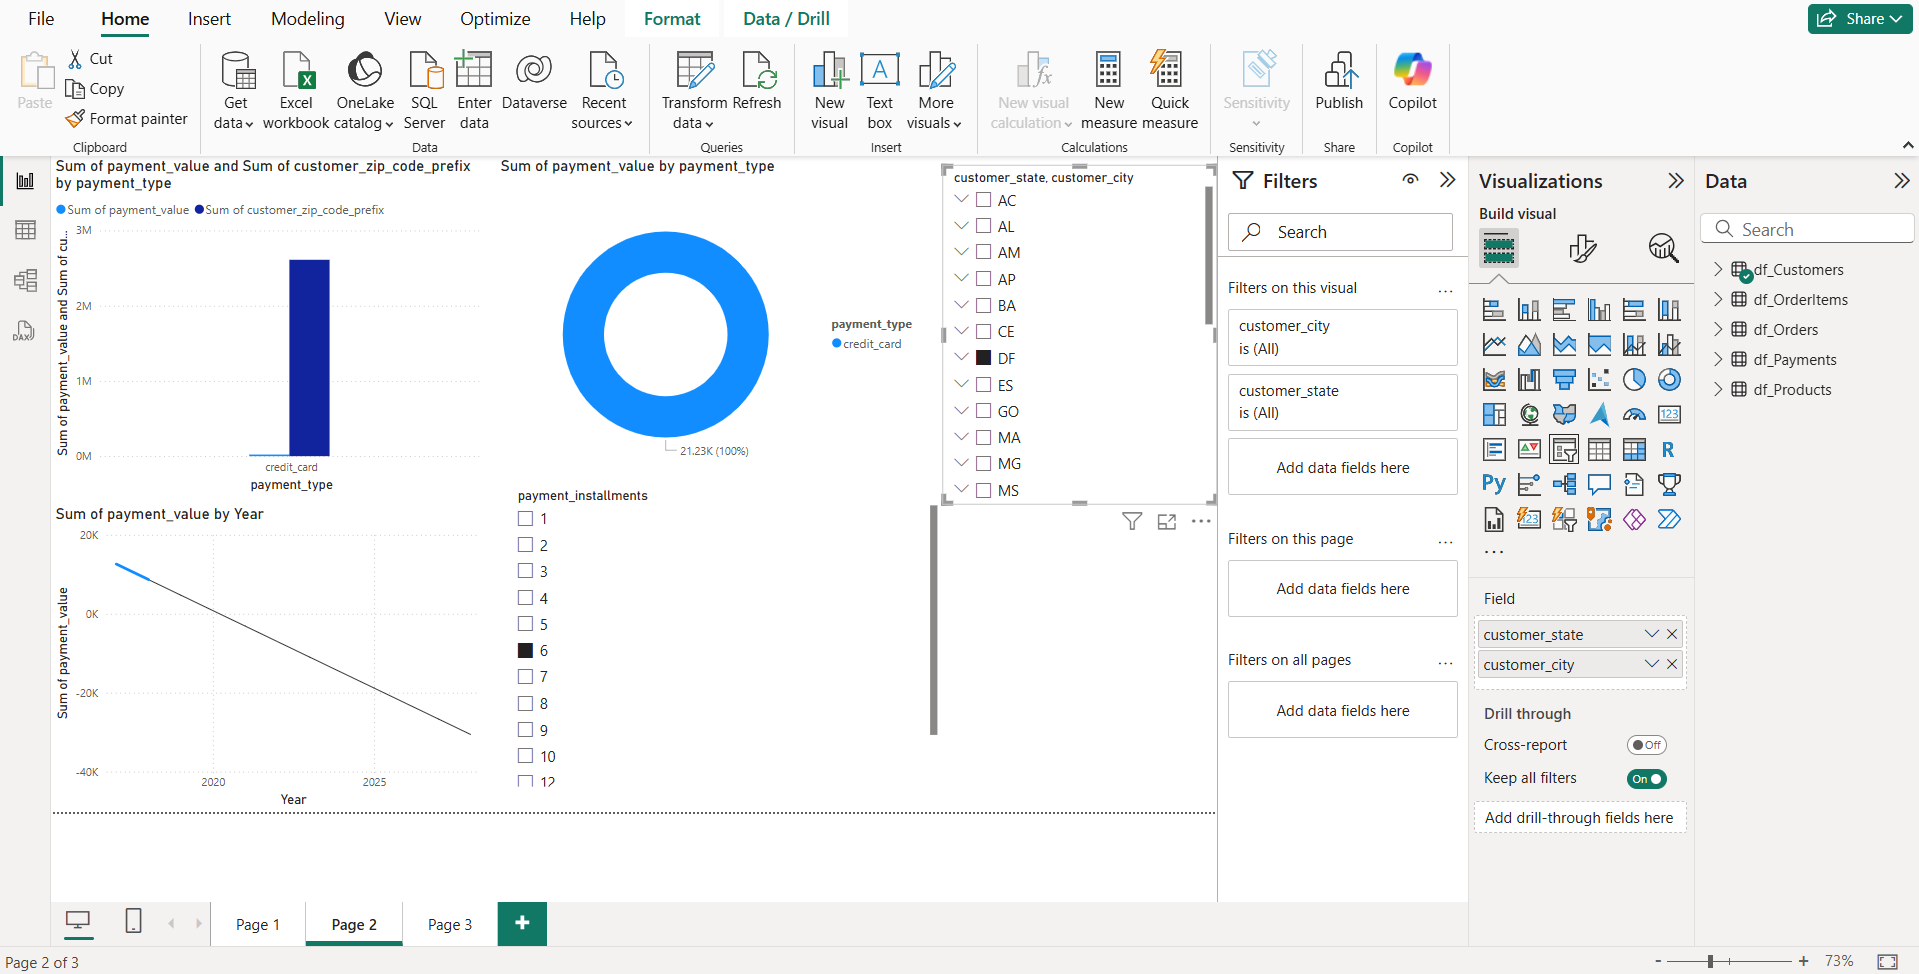 File Home Insert Modeling View Optimize Help Format Data / Drill Share
Paste Cut
Copy
Format painter
Get data
Excel workbook
OneLake catalog
SQL Server
Enter data
Dataverse
Recent sources
Transform data
Refresh
New visual
Text box
More visuals
New visual calculation
New measure
Quick measure
Sensitivity
Publish
Copilot
Clipboard Data Queries Insert Calculations Sensitivity Share Copilot
Sum of payment_value and Sum of customer_zip_code_prefix
by payment_type
Sum of payment_value Sum of customer_zip_code_prefix
Sum of payment_value and Sum of cu...
3M
2M
1M
0M
credit_card
payment_type
Sum of payment_value by payment_type
payment_type
credit_card
21.23K (100%)
customer_state, customer_city
AC
AL
AM
AP
BA
CE
DF
ES
GO
MA
MG
MS
Sum of payment_value by Year
Sum of payment_value
20K
0K
-20K
-40K
2020 2025
Year
payment_installments
1
2
3
4
5
6
7
8
9
10
12
Filters
Search
Filters on this visual ...
customer_city
is (All)
customer_state
is (All)
Add data fields here
Filters on this page ...
Add data fields here
Filters on all pages ...
Add data fields here
Visualizations
Build visual
123
R
Py
123
...
Field
customer_state
customer_city
Drill through
Cross-report Off
Keep all filters On
Add drill-through fields here
Data
Search
df_Customers
df_OrderItems
df_Orders
df_Payments
df_Products
DAX
Page 1 Page 2 Page 3 +
Page 2 of 3
- + 73%